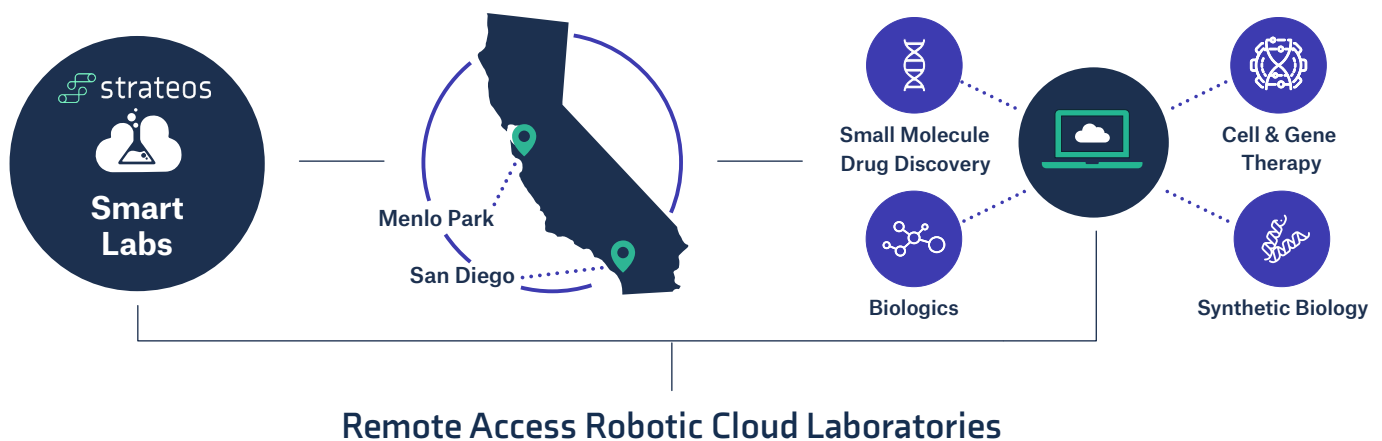 strateos
Smart
Labs
Menlo Park
San Diego
Small Molecule
Drug Discovery
Cell & Gene
Therapy
Biologics
Synthetic Biology
Remote Access Robotic Cloud Laboratories